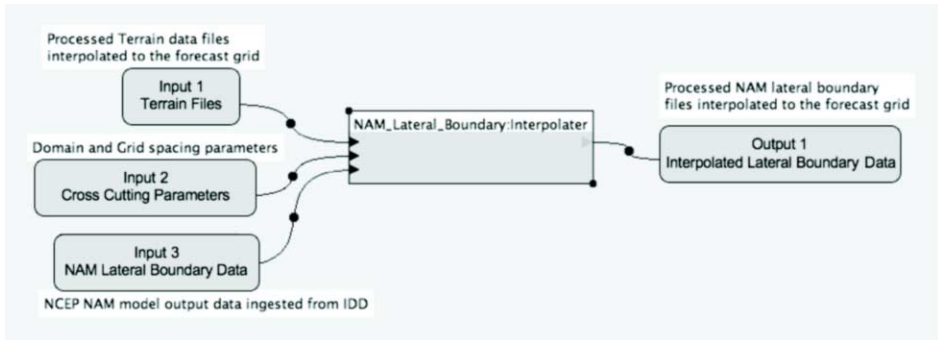 Processed Terrain data files
interpolated to the forecast grid
Input 1
Terrain Files
Domain and Grid spacing parameters
Input 2
Cross Cutting Parameters
Input 3
NAM Lateral Boundary Data
NCEP NAM model output data ingested from IDD
NAM_Lateral_Boundary:Interpolater
Processed NAM lateral boundary
files interpolated to the forecast grid
Output 1
Interpolated Lateral Boundary Data